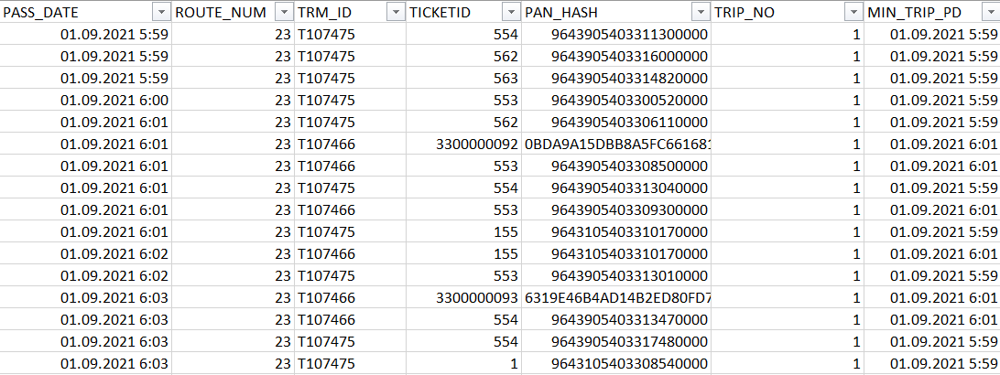 PASS_DATE ROUTE_NUM TRM_ID TICKETID PAN_HASH TRIP_NO MIN_TRIP_PD
01.09.2021 5:59 23 T107475 554 9643905403311300000 1 01.09.2021 5:59
01.09.2021 5:59 23 T107475 562 9643905403316000000 1 01.09.2021 5:59
01.09.2021 5:59 23 T107475 563 9643905403314820000 1 01.09.2021 5:59
01.09.2021 6:00 23 T107475 553 9643905403300520000 1 01.09.2021 5:59
01.09.2021 6:01 23 T107475 562 9643905403306110000 1 01.09.2021 5:59
01.09.2021 6:01 23 T107466 3300000092 0BDA9A15DBB8A5FC661681 1 01.09.2021 6:01
01.09.2021 6:01 23 T107466 553 9643905403308500000 1 01.09.2021 6:01
01.09.2021 6:01 23 T107475 554 9643905403313040000 1 01.09.2021 5:59
01.09.2021 6:01 23 T107466 553 9643905403309300000 1 01.09.2021 6:01
01.09.2021 6:01 23 T107475 155 9643105403310170000 1 01.09.2021 5:59
01.09.2021 6:02 23 T107466 155 9643105403310170000 1 01.09.2021 6:01
01.09.2021 6:02 23 T107475 553 9643905403313010000 1 01.09.2021 5:59
01.09.2021 6:03 23 T107466 3300000093 6319E46B4AD14B2ED80FD7 1 01.09.2021 6:01
01.09.2021 6:03 23 T107466 554 9643905403313470000 1 01.09.2021 6:01
01.09.2021 6:03 23 T107475 554 9643905403317480000 1 01.09.2021 5:59
01.09.2021 6:03 23 T107475 1 9643105403308540000 1 01.09.2021 5:59